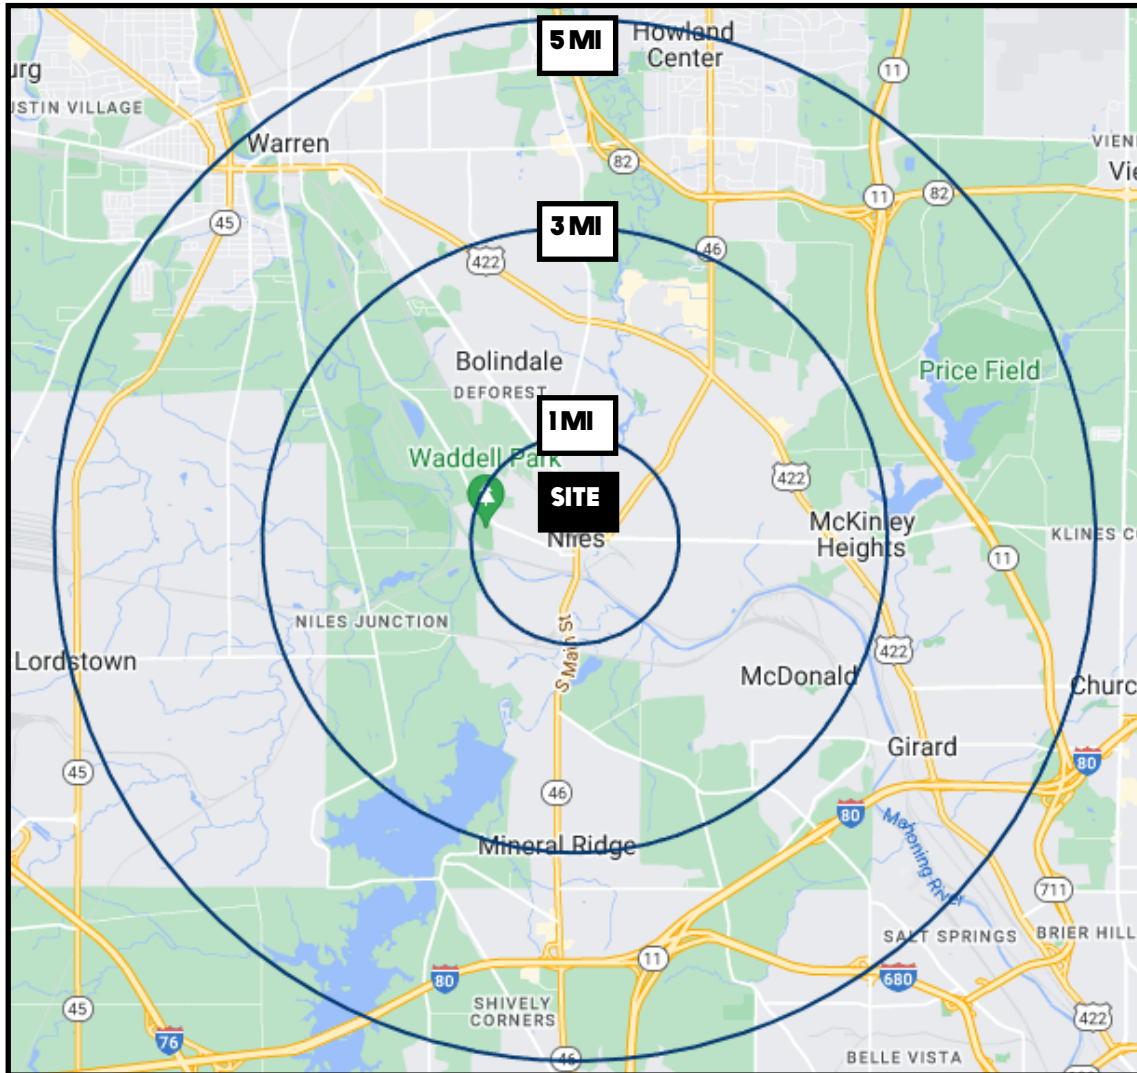 5 MI
Howland
Center
11
urg
USTIN VILLAGE
Warren
VIEN
82
Vie
11
82
45
3 MI
46
422
Bolindale
DEFOREST
Price Field
1 MI
Waddell Park
422
SITE
McKinley
Heights
Niles
KLINES CO
11
NILES JUNCTION
S Main St
422
Lordstown
McDonald
Churc
Girard
45
80
46
80
Mineral Ridge
Mahoning River
711
SALT SPRINGS
BRIER HILL
11
80
680
45
SHIVELY
CORNERS
422
76
46
BELLE VISTA